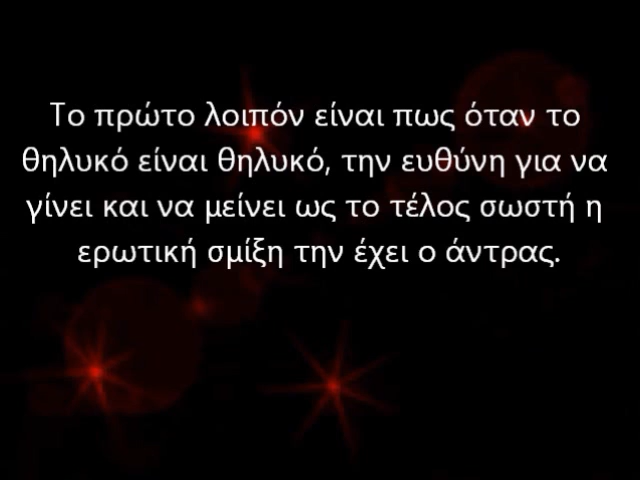 Το πρώτο λοιπόν είναι πως όταν το
θηλυκό είναι θηλυκό, την ευθύνη για να
γίνει και να μείνει ως το τέλος σωστή η
ερωτική σμίξη την έχει ο άντρας.